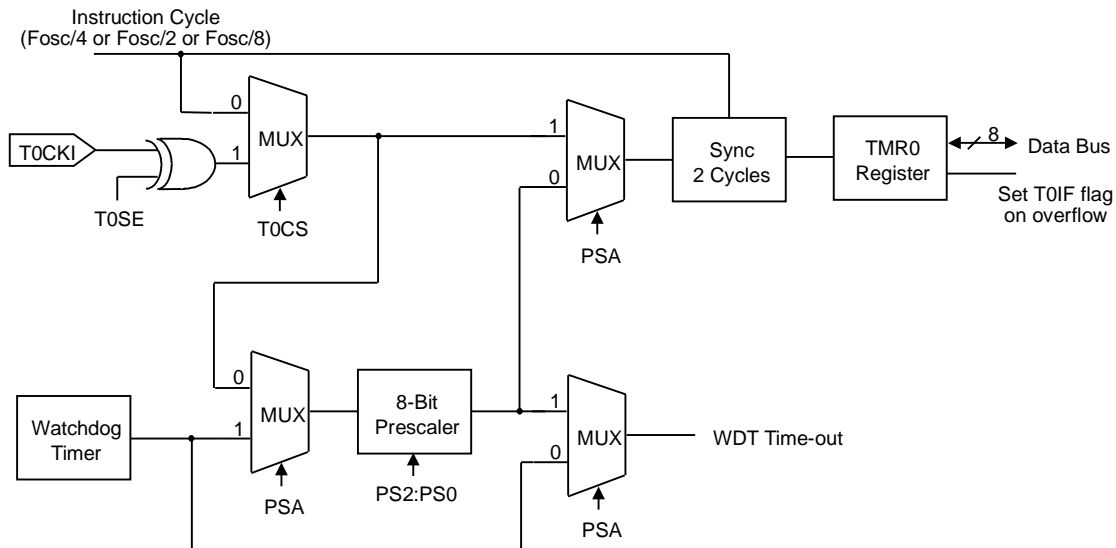 Instruction Cycle
(Fosc/4 or Fosc/2 or Fosc/8)
0
MUX
1
T0CKI
T0SE
T0CS
1
MUX
0
PSA
Sync
2 Cycles
TMR0
Register
8
Data Bus
Set T0IF flag
on overflow
Watchdog
Timer
0
MUX
1
PSA
8-Bit
Prescaler
PS2:PS0
1
MUX
0
PSA
WDT Time-out